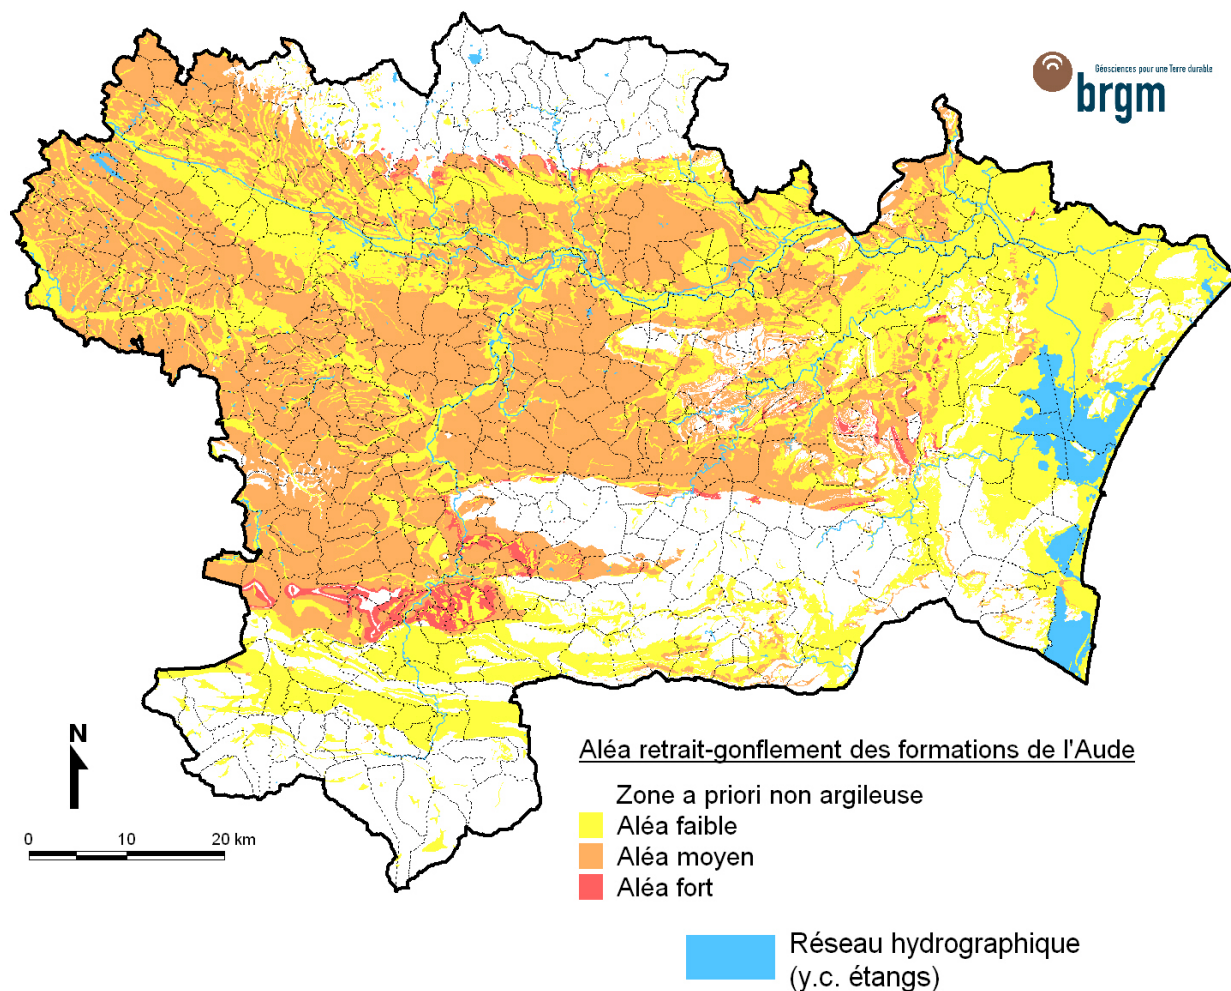 Géosciences pour une Terre durable
brgm
N
0 10 20 km
Aléa retrait-gonflement des formations de l'Aude
Zone a priori non argileuse
Aléa faible
Aléa moyen
Aléa fort
Réseau hydrographique
(y.c. étangs)